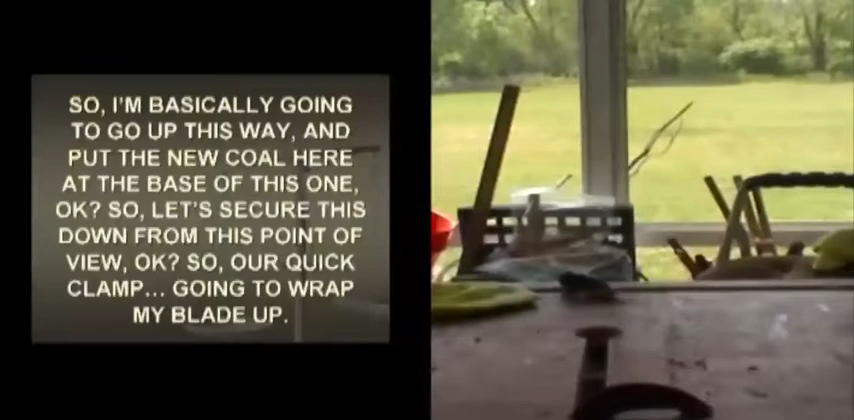 SO, I'M BASICALLY GOING
TO GO UP THIS WAY, AND
PUT THE NEW COAL HERE
AT THE BASE OF THIS ONE,
OK? SO, LET'S SECURE THIS
DOWN FROM THIS POINT OF
VIEW, OK? SO, OUR QUICK
CLAMP... GOING TO WRAP
MY BLADE UP.